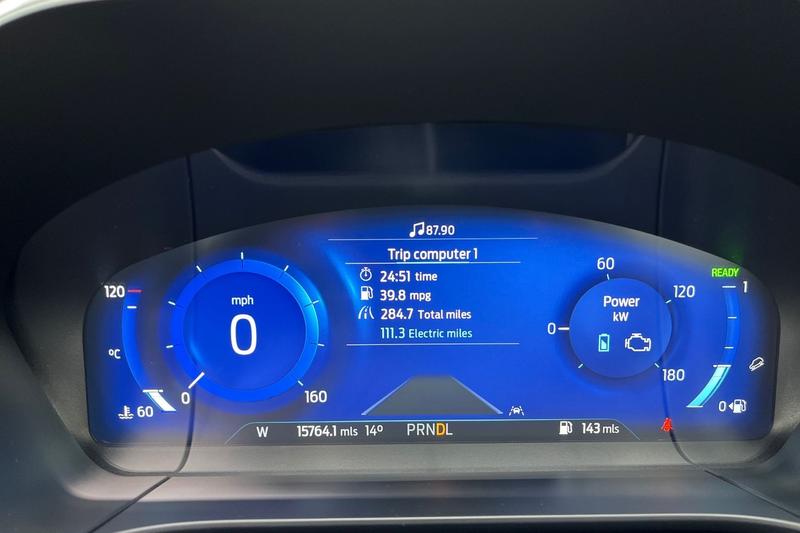 87.90
Trip computer 1
24:51 time
39.8 mpg
284.7 Total miles
111.3 Electric miles
120
°C
60
mph
0
0
160
60
0
120
180
Power
kW
READY
1
0
W 15764.1 mls 14° PRNDL 143 mls